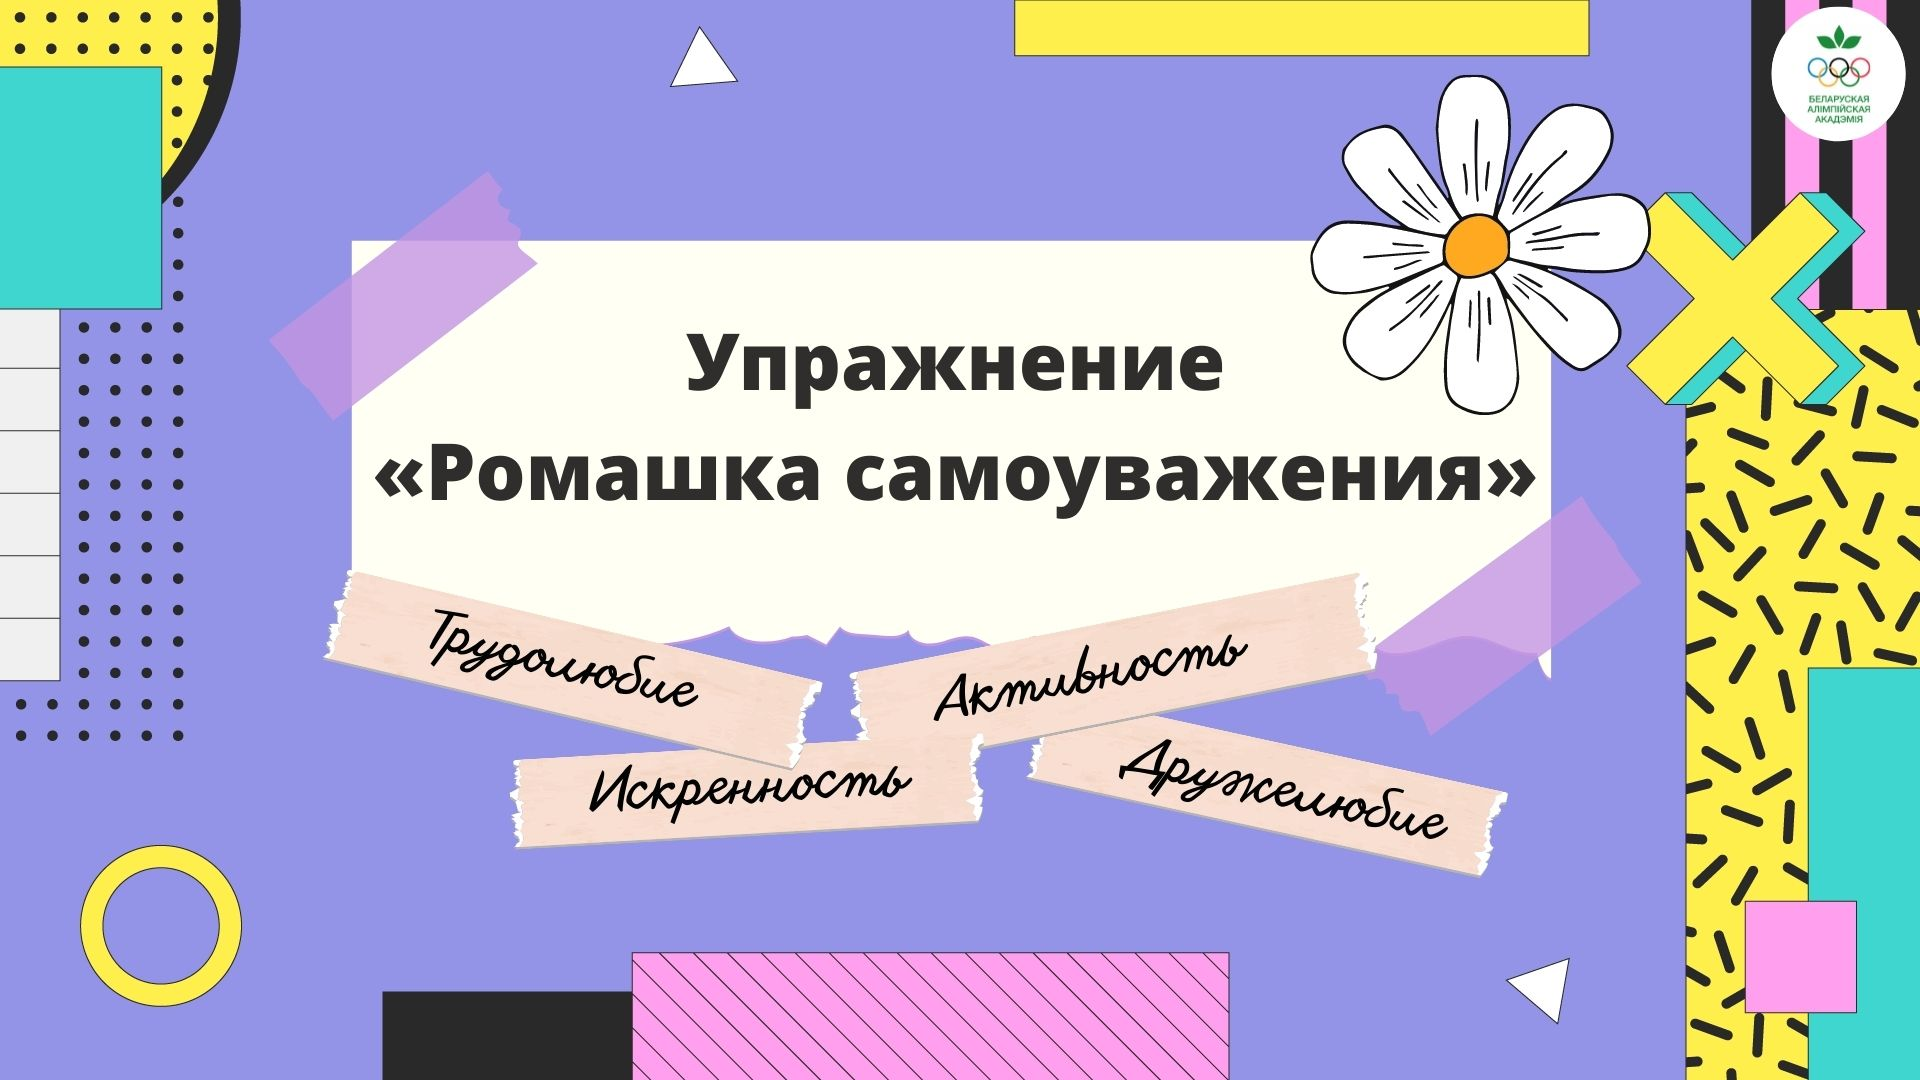 БЕЛАРУСКАЯ
АЛІМПІЙСКАЯ
АКАДЭМІЯ
Упражнение
«Ромашка самоуважения»
Трудолюбие
Активность
Искренность
Дружелюбие